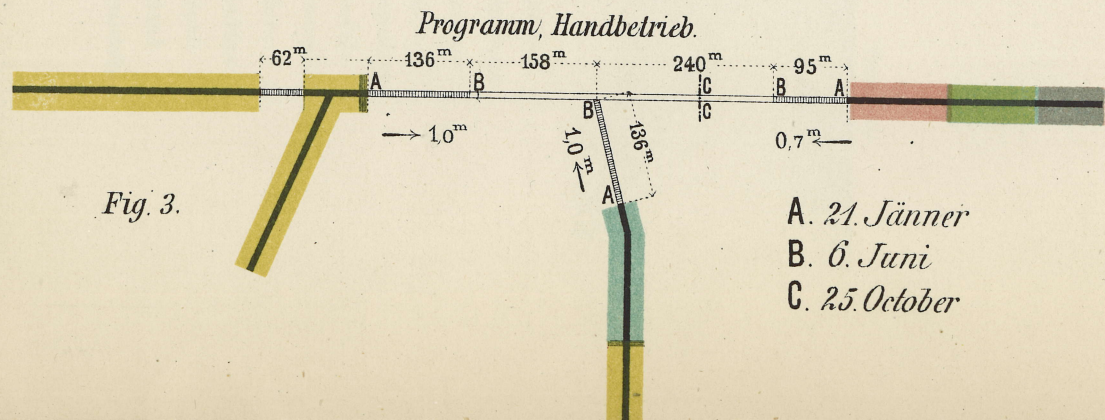 Programm, Handbetrieb.
62m 136m 158m 240m 95m
A B C B A
B C
1,0m 1,0m 136m 0,7m
A
Fig. 3.
A. 21. Jänner
B. 6. Juni
C. 25. October